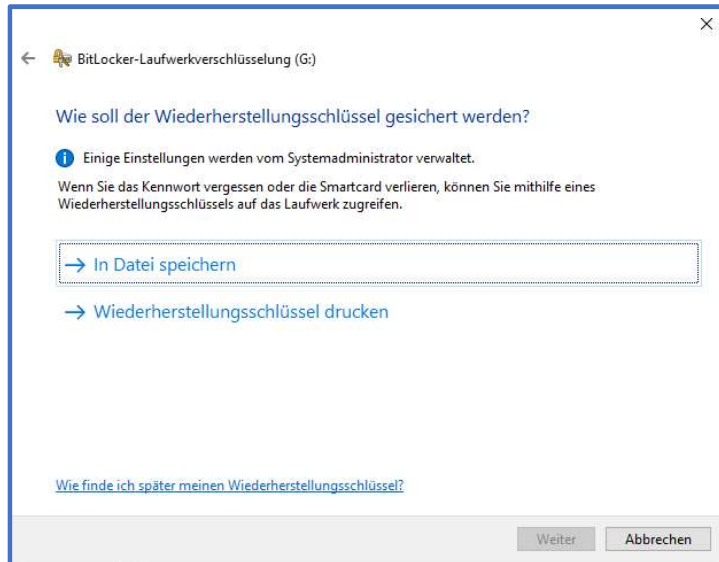 BitLocker-Laufwerkverschlüsselung (G:)
Wie soll der Wiederherstellungsschlüssel gesichert werden?
Einige Einstellungen werden vom Systemadministrator verwaltet.
Wenn Sie das Kennwort vergessen oder die Smartcard verlieren, können Sie mithilfe eines
Wiederherstellungsschlüssels auf das Laufwerk zugreifen.
In Datei speichern
Wiederherstellungsschlüssel drucken
Wie finde ich später meinen Wiederherstellungsschlüssel?
Weiter Abbrechen